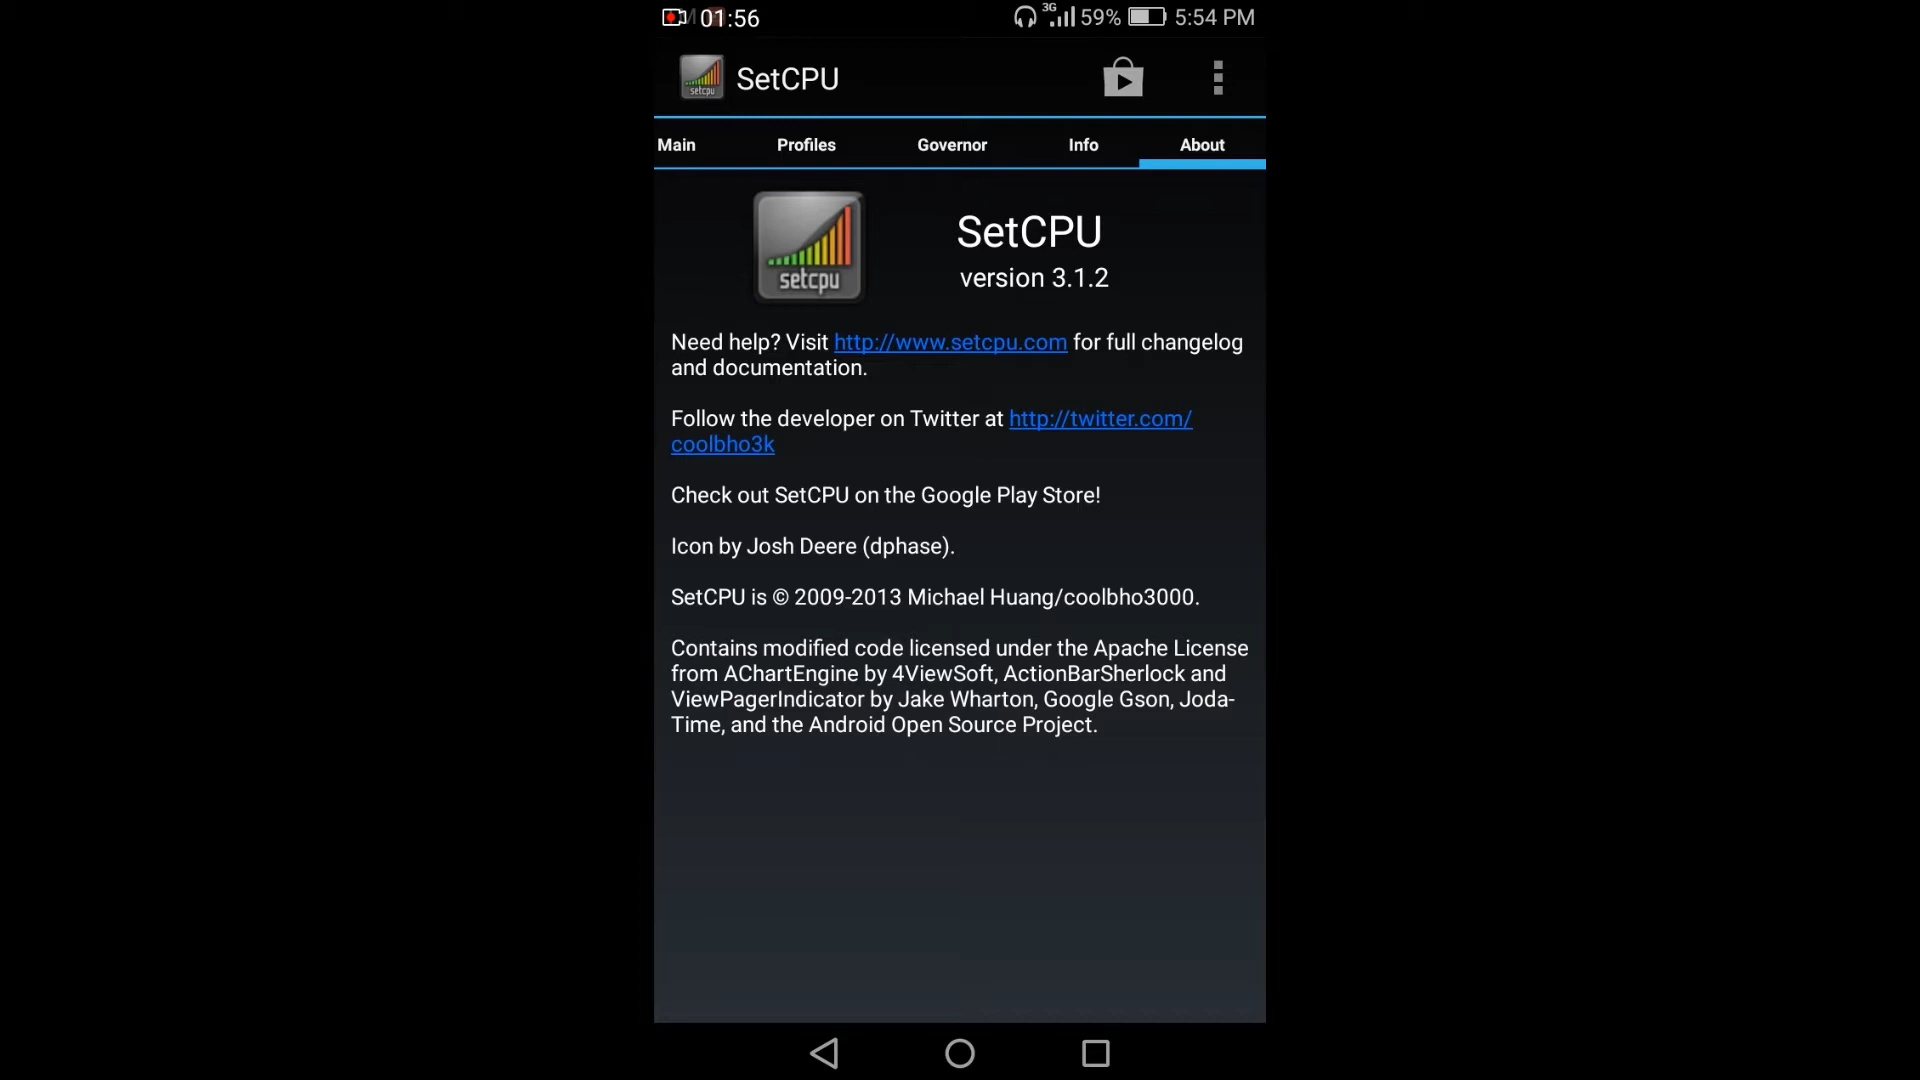 01:56 3G 59% 5:54 PM
setcpu SetCPU
Main Profiles Governor Info About
SetCPU
version 3.1.2
setcpu
Need help? Visit http://www.setcpu.com for full changelog
and documentation.
Follow the developer on Twitter at http://twitter.com/
coolbho3k
Check out SetCPU on the Google Play Store!
Icon by Josh Deere (dphase).
SetCPU is © 2009-2013 Michael Huang/coolbho3000.
Contains modified code licensed under the Apache License
from AChartEngine by 4ViewSoft, ActionBarSherlock and
ViewPagerIndicator by Jake Wharton, Google Gson, Joda-
Time, and the Android Open Source Project.